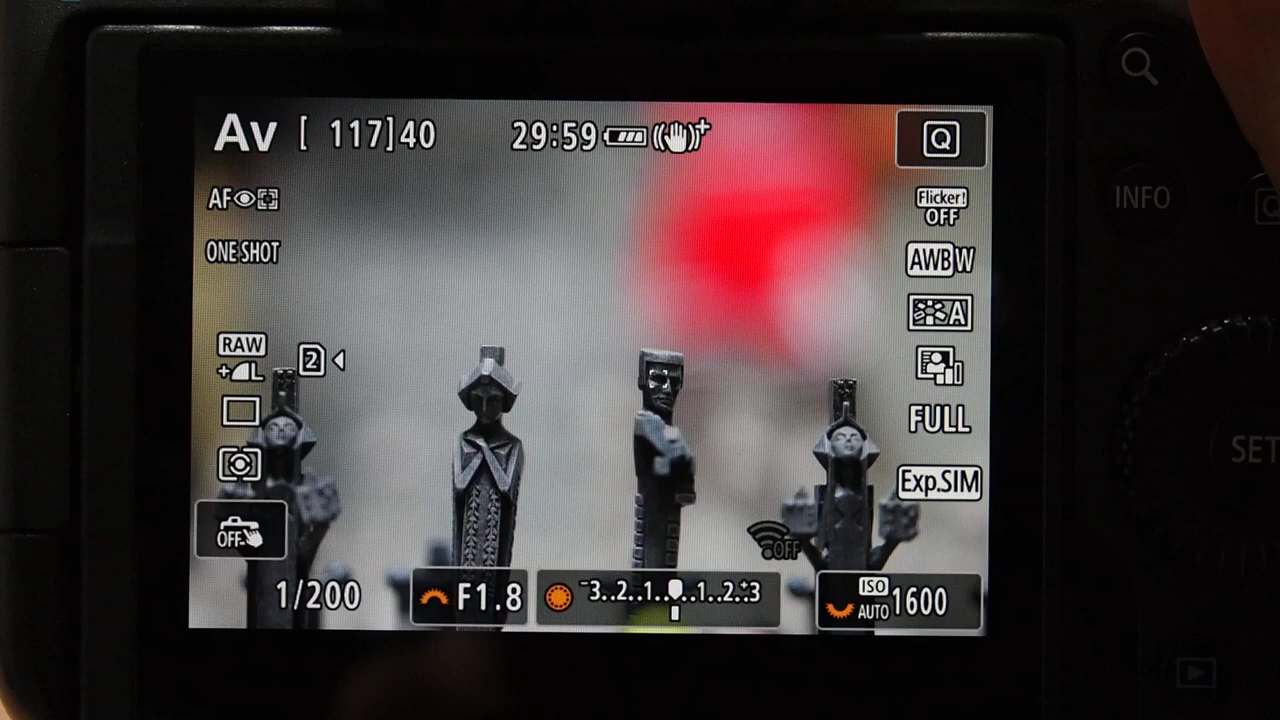 Av [ 117]40 29:59
Q
AF
ONE SHOT
Flicker!
OFF
AWB W
A
RAW
+L
2
FULL
Exp.SIM
OFF
OFF
1/200 F1.8 -3..2..1..0..1..2..+3 ISO AUTO 1600
INFO
SET